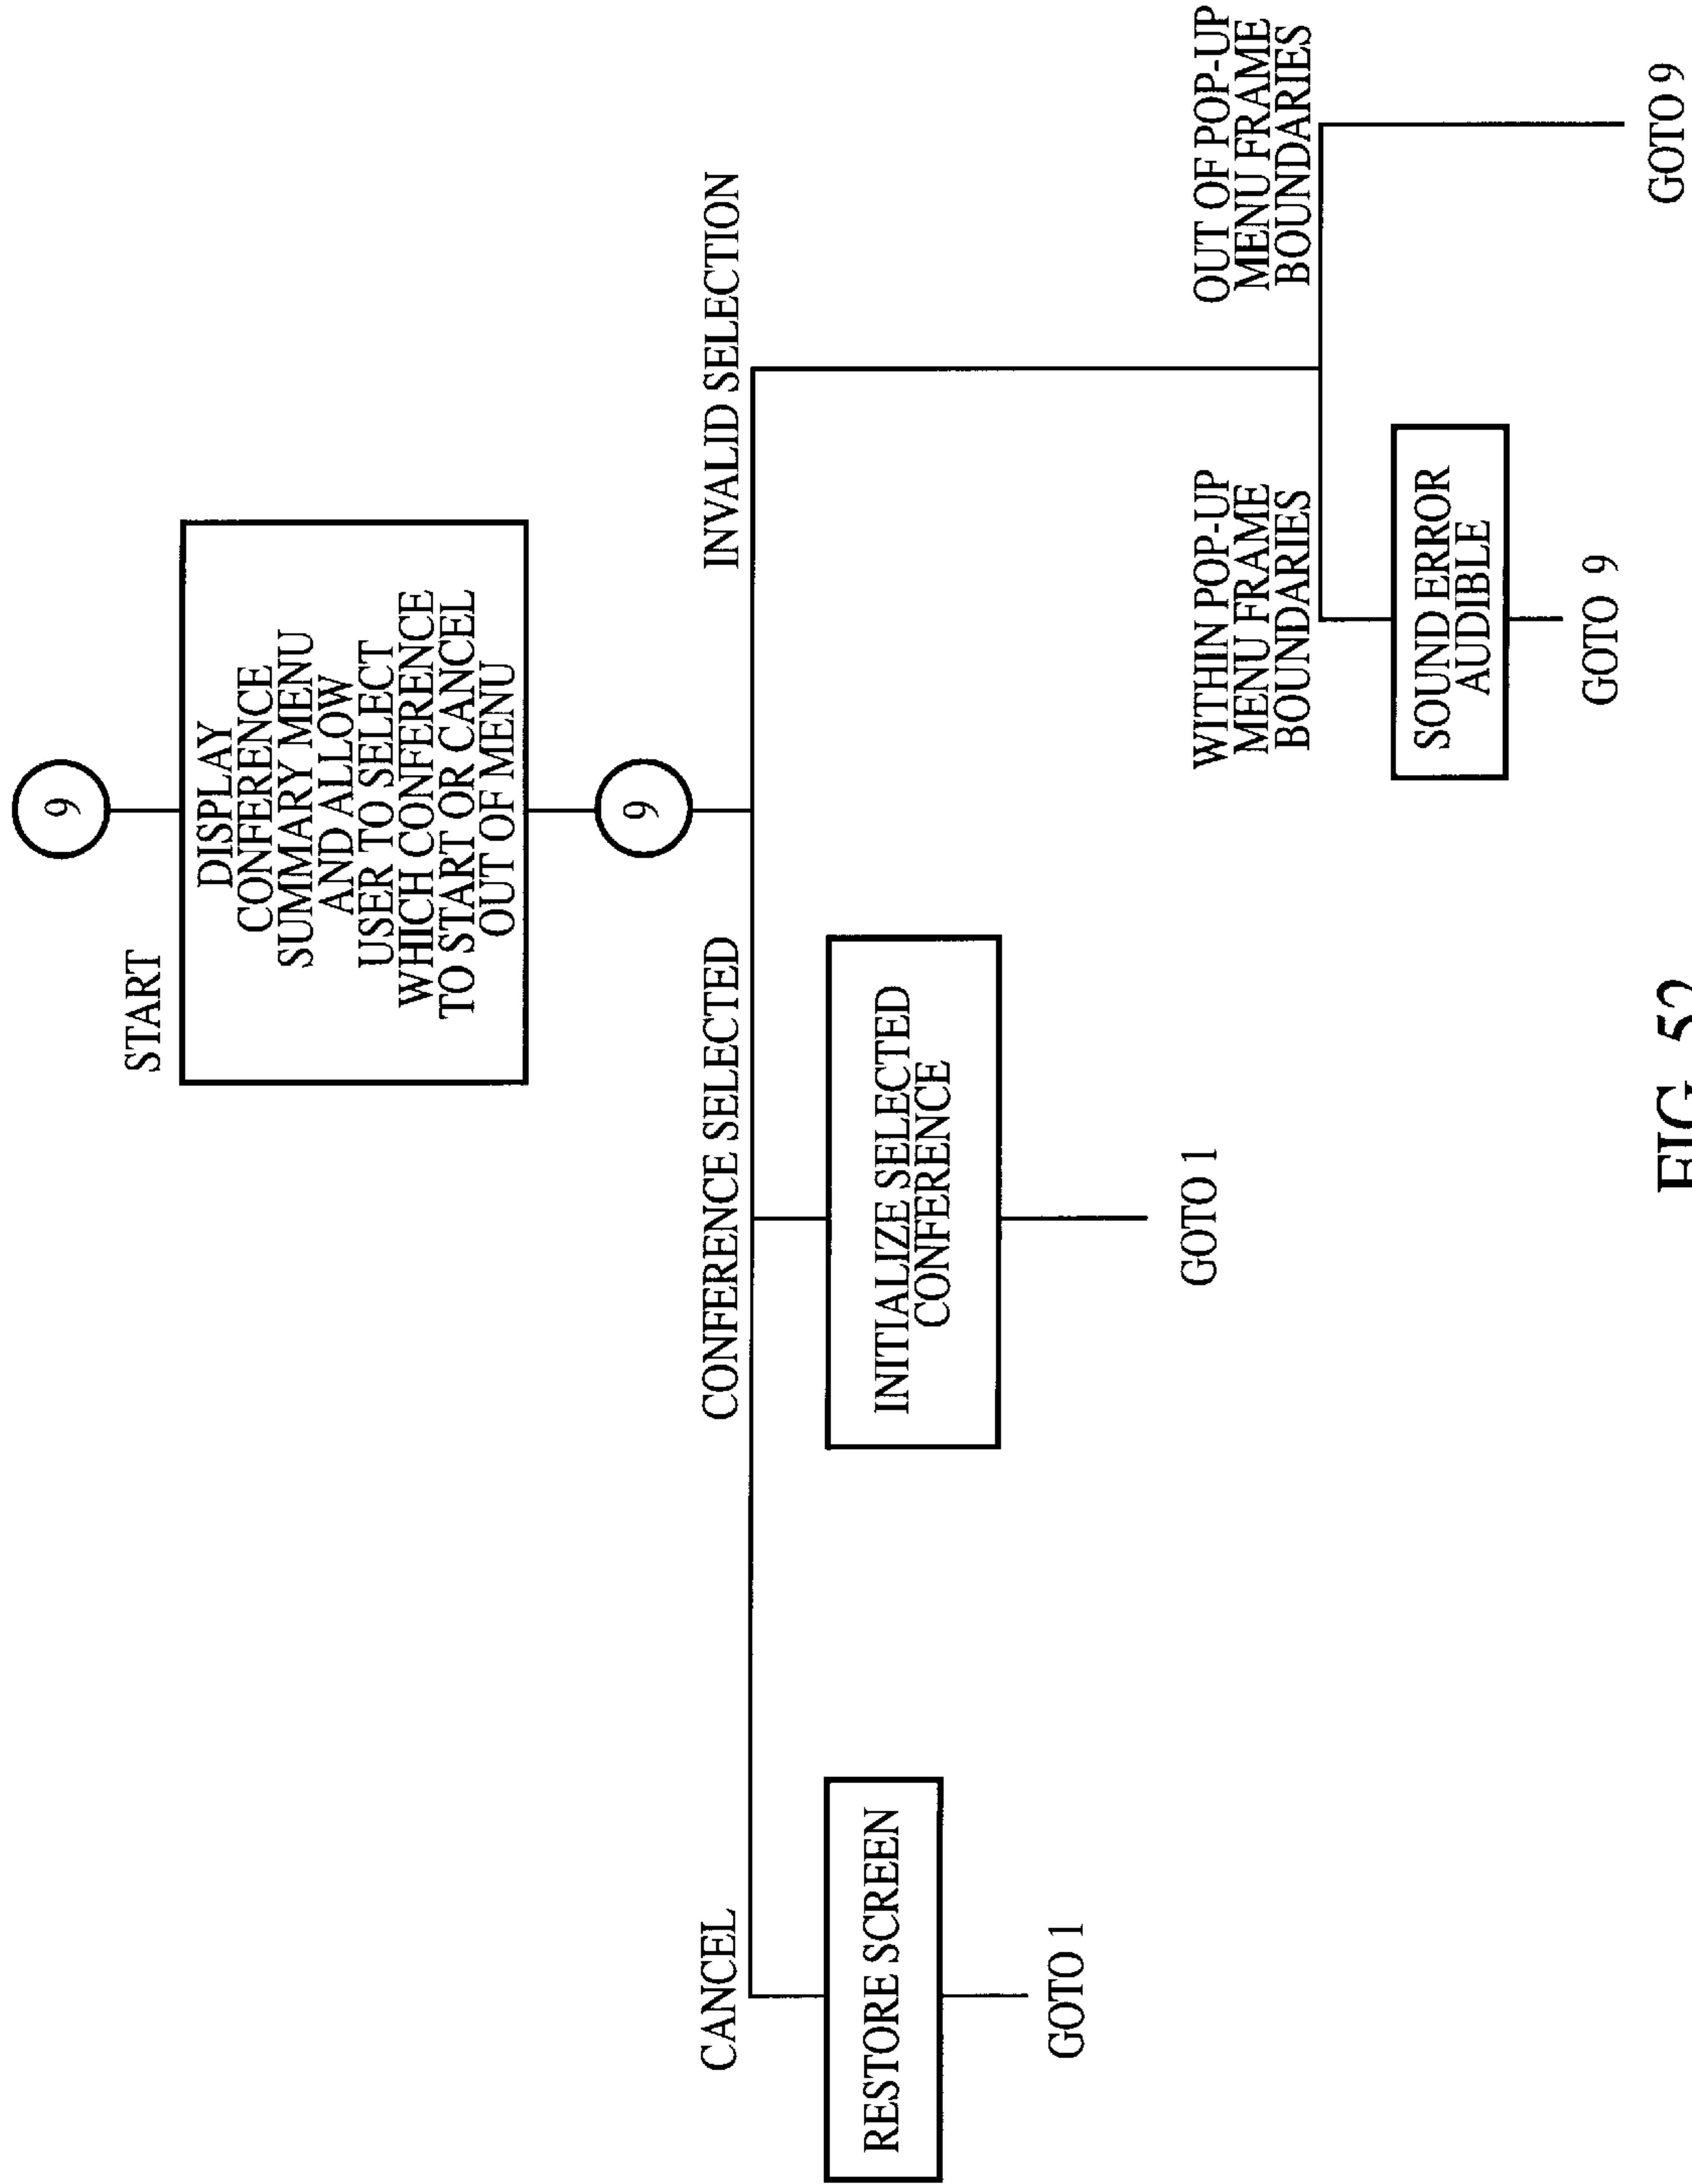 9
START
DISPLAY
CONFERENCE
SUMMARY MENU
AND ALLOW
USER TO SELECT
WHICH CONFERENCE
TO START OR CANCEL
OUT OF MENU
9
CANCEL
CONFERENCE SELECTED
INVALID SELECTION
RESTORE SCREEN
GOTO 1
INITIALIZE SELECTED
CONFERENCE
GOTO 1
WITHIN POP-UP
MENU FRAME
BOUNDARIES
OUT OF POP-UP
MENU FRAME
BOUNDARIES
SOUND ERROR
AUDIBLE
GOTO 9
GOTO 9
FIG. 52